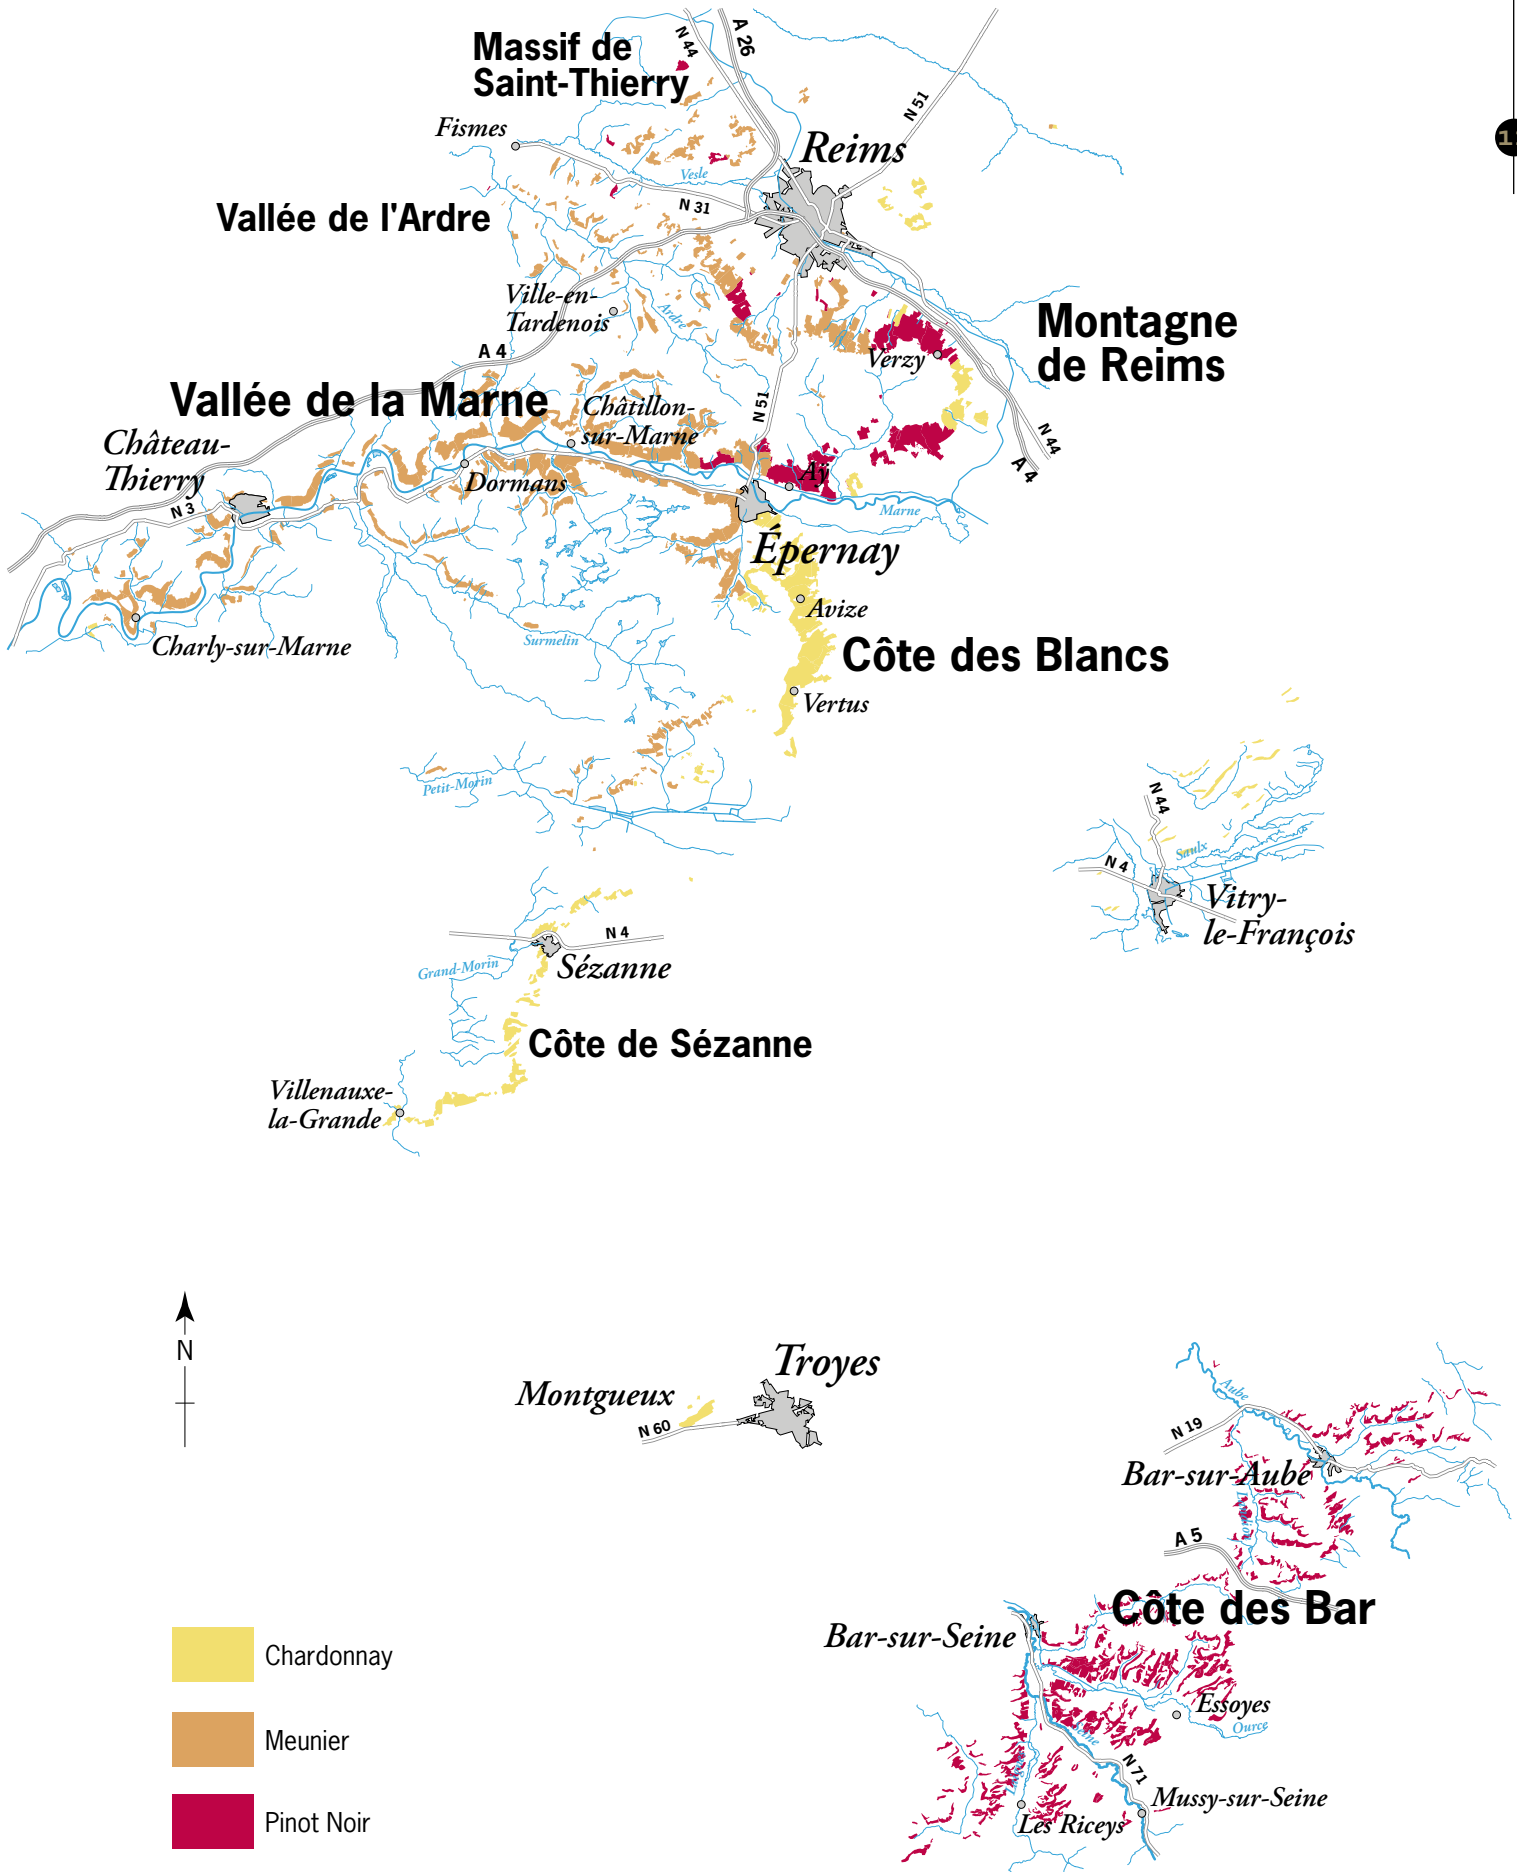 N 44
A 26
Massif de
Saint-Thierry
N 51
Fismes
Reims
Vesle
N 31
Vallée de l'Ardre
Ville-en-
Tardenois
Ardre
Montagne
de Reims
A 4
Verzy
Vallée de la Marne
Châtillon-
sur-Marne
N 51
N 44
A 4
Château-
Thierry
Dormans
Aÿ
N 3
Marne
Épernay
Avize
Charly-sur-Marne
Surmelin
Côte des Blancs
Vertus
Petit-Morin
N 44
Saulx
N 4
Vitry-
le-François
N 4
Sézanne
Grand-Morin
Côte de Sézanne
Villenauxe-
la-Grande
N
Troyes
Montgueux
N 60
Aube
N 19
Bar-sur-Aube
A 5
Côte des Bar
Bar-sur-Seine
Essoyes
Ource
Seine
N 71
Mussy-sur-Seine
Les Riceys
Chardonnay
Meunier
Pinot Noir